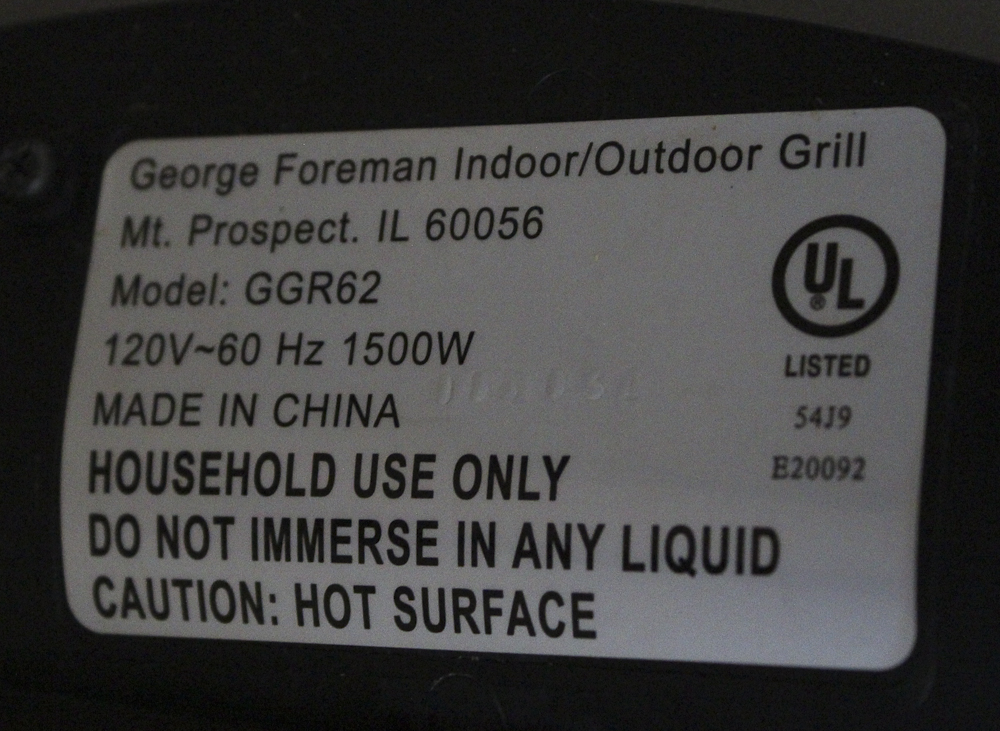 George Foreman Indoor/Outdoor Grill
Mt. Prospect. IL 60056
Model: GGR62
120V~60 Hz 1500W
MADE IN CHINA
HOUSEHOLD USE ONLY
DO NOT IMMERSE IN ANY LIQUID
CAUTION: HOT SURFACE
UL®
LISTED
54J9
E20092